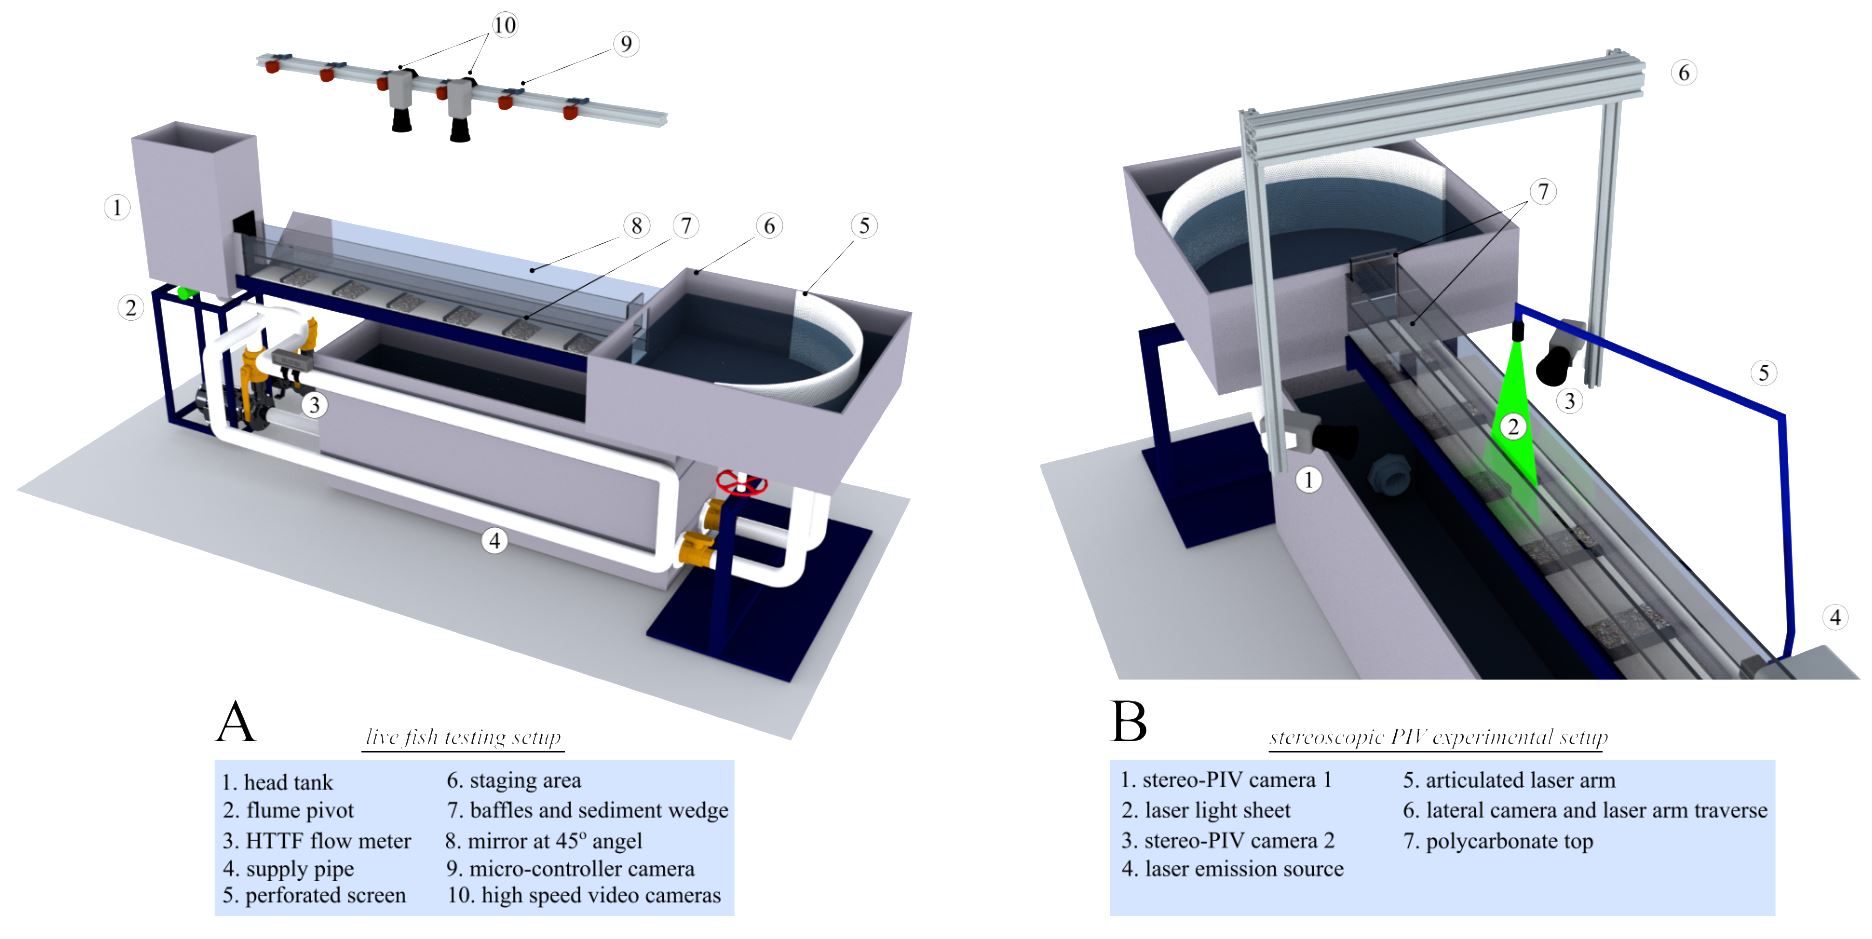 10
9
1
8
7
6
5
2
3
4
6
7
5
3
2
1
4
A
live fish testing setup
1. head tank
2. flume pivot
3. HTTF flow meter
4. supply pipe
5. perforated screen
6. staging area
7. baffles and sediment wedge
8. mirror at 45º angel
9. micro-controller camera
10. high speed video cameras
B
stereoscopic PIV experimental setup
1. stereo-PIV camera 1
2. laser light sheet
3. stereo-PIV camera 2
4. laser emission source
5. articulated laser arm
6. lateral camera and laser arm traverse
7. polycarbonate top